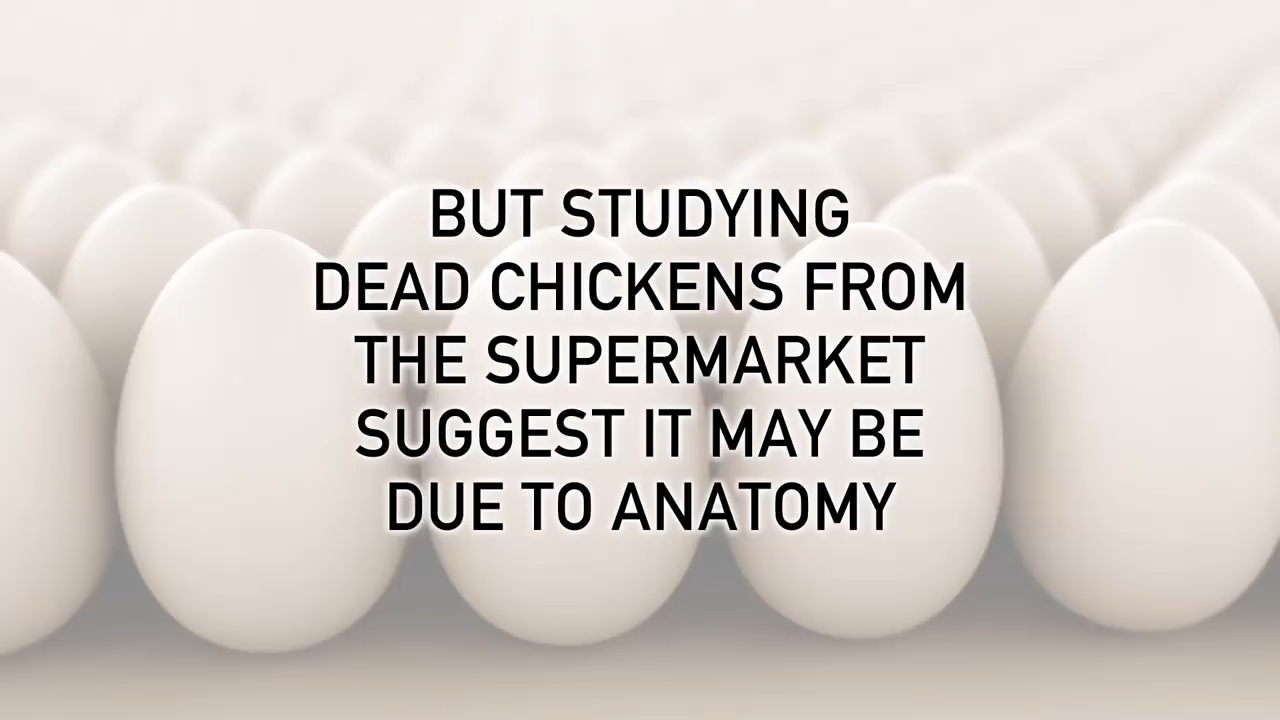 BUT STUDYING
DEAD CHICKENS FROM
THE SUPERMARKET
SUGGEST IT MAY BE
DUE TO ANATOMY